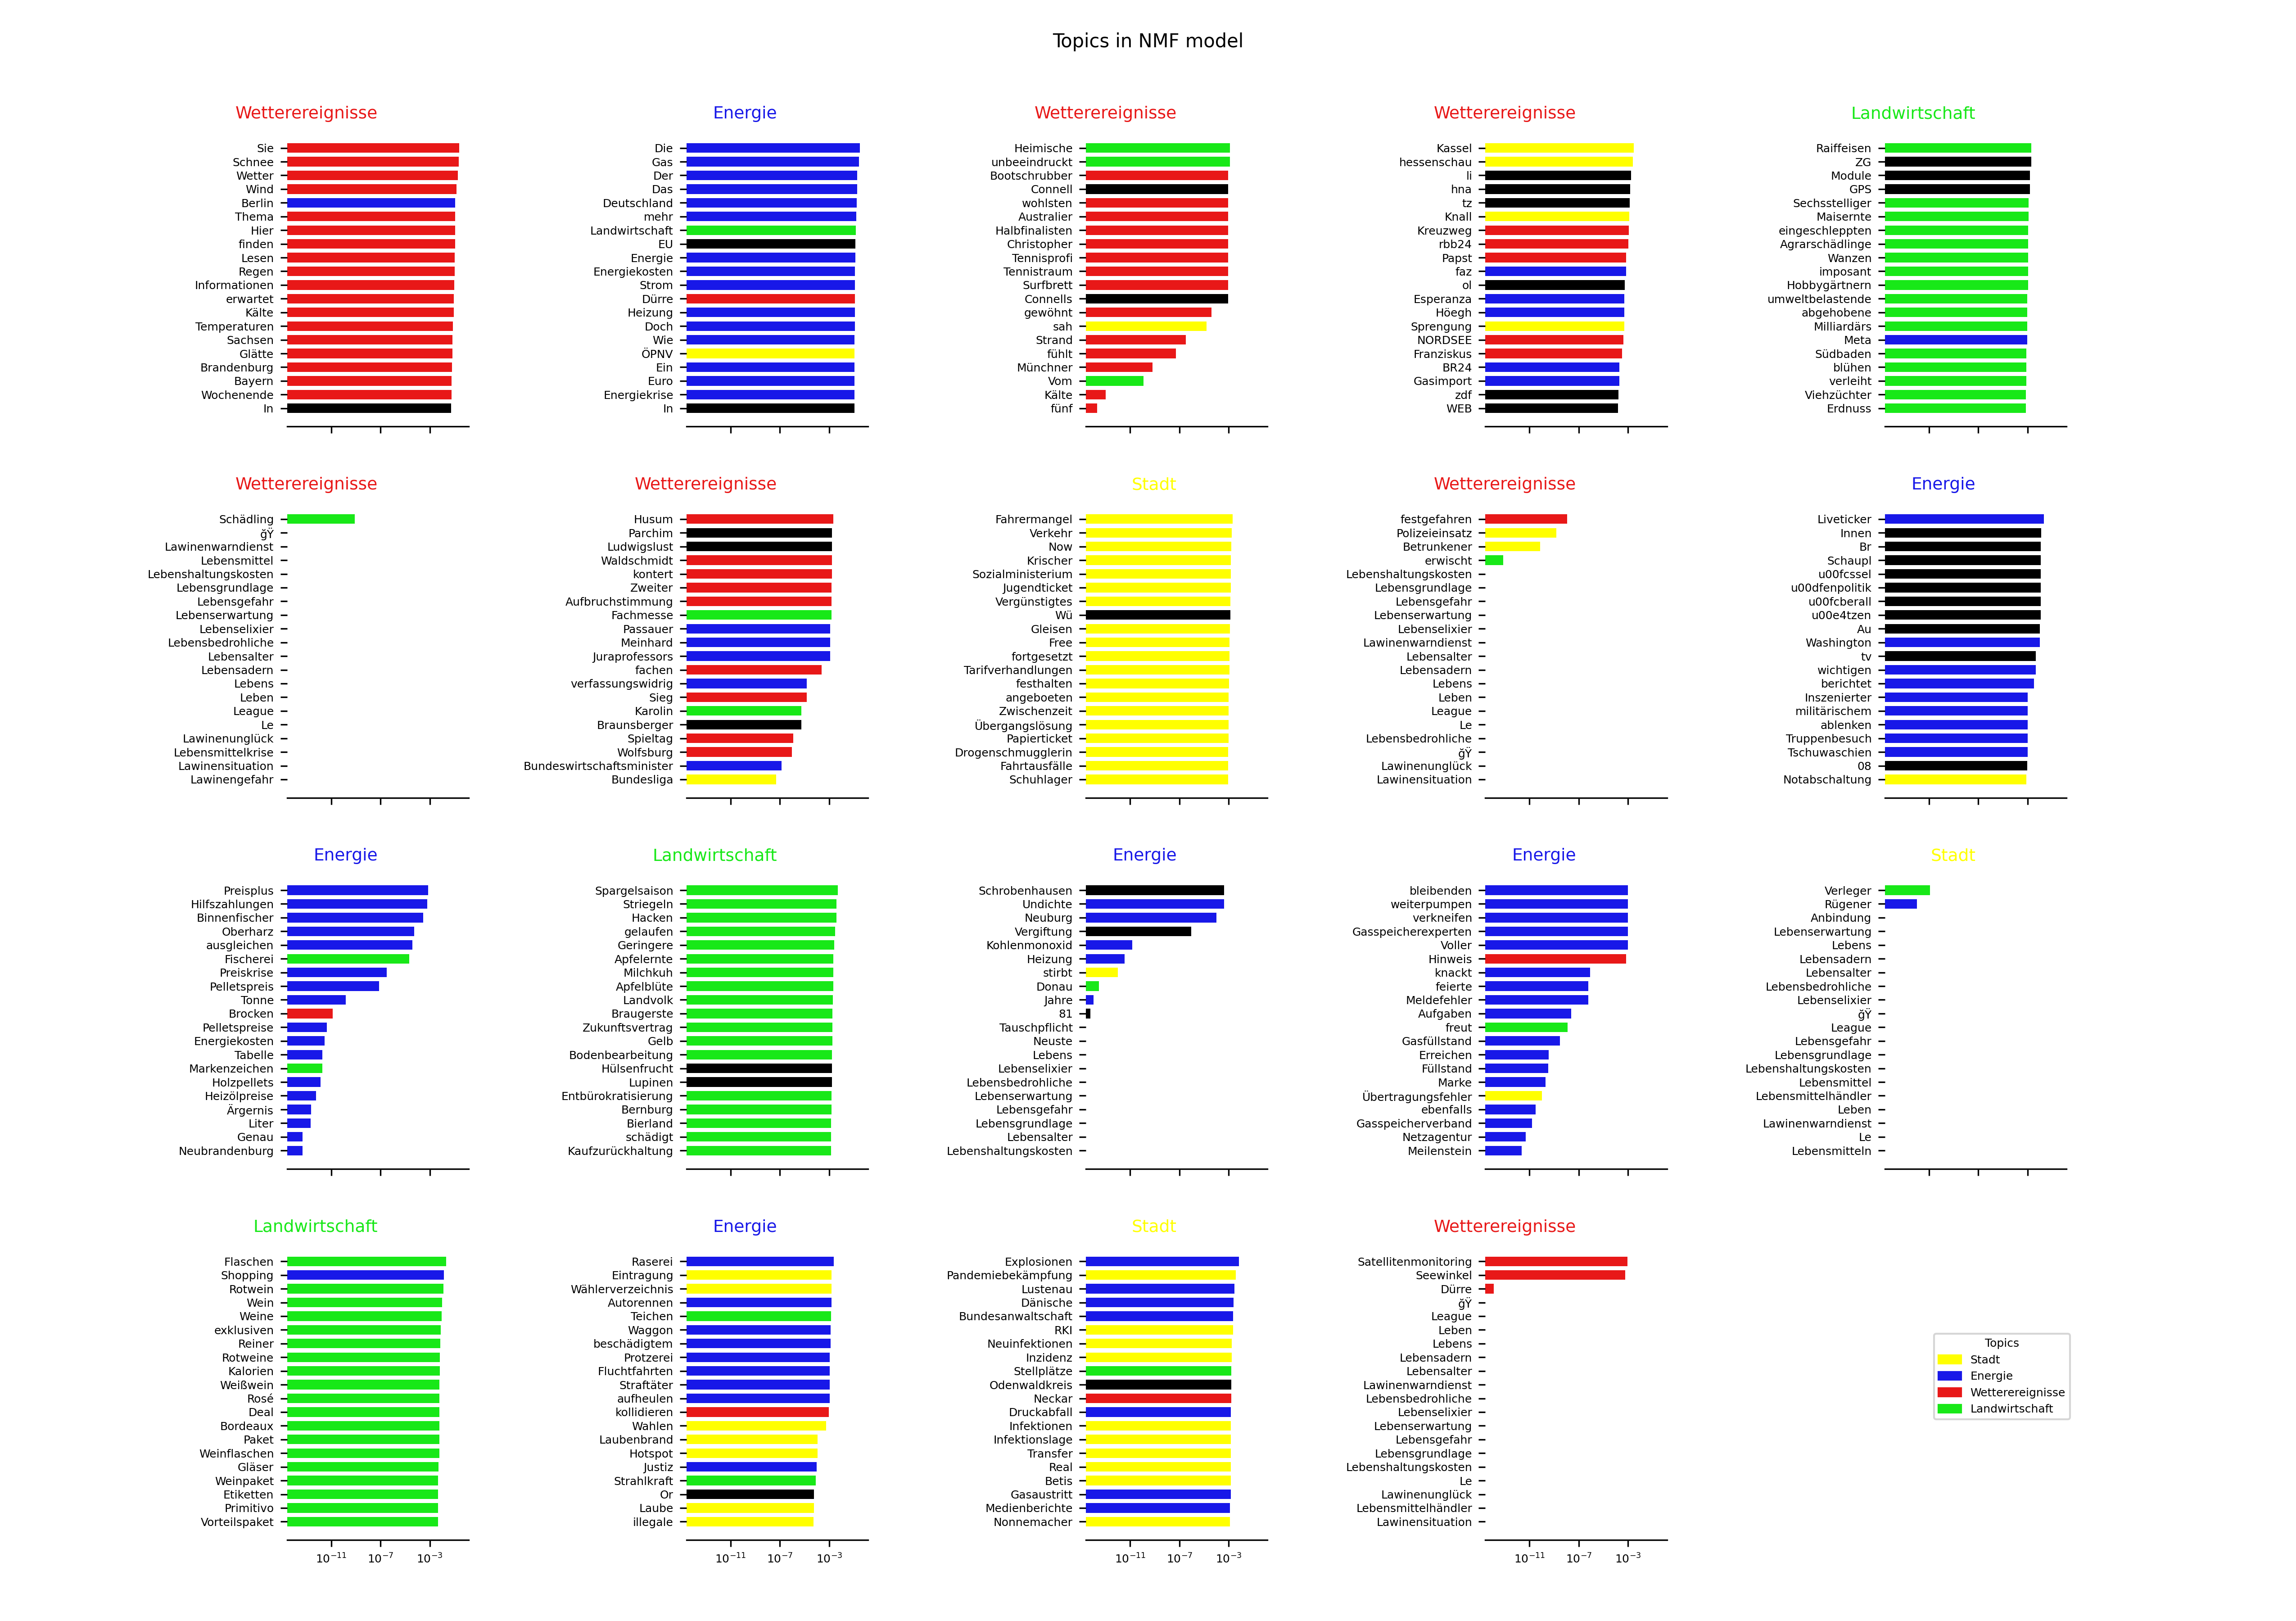 Topics in NMF model
Wetterereignisse
Sie
Schnee
Wetter
Wind
Berlin
Thema
Hier
finden
Lesen
Regen
Informationen
erwartet
Kälte
Temperaturen
Sachsen
Glätte
Brandenburg
Bayern
Wochenende
In
Energie
Die
Gas
Der
Das
Deutschland
mehr
Landwirtschaft
EU
Energie
Energiekosten
Strom
Dürre
Heizung
Doch
Wie
ÖPNV
Ein
Euro
Energiekrise
In
Wetterereignisse
Heimische
unbeeindruckt
Bootschrubber
Connell
wohlsten
Australier
Halbfinalisten
Christopher
Tennisprofi
Tennistraum
Surfbrett
Connells
gewöhnt
sah
Strand
fühlt
Münchner
Vom
Kälte
fünf
Wetterereignisse
Kassel
hessenschau
li
hna
tz
Knall
Kreuzweg
rbb24
Papst
faz
ol
Esperanza
Höegh
Sprengung
NORDSEE
Franziskus
BR24
Gasimport
zdf
WEB
Landwirtschaft
Raiffeisen
ZG
Module
GPS
Sechsstelliger
Maisernte
eingeschleppten
Agrarschädlinge
Wanzen
imposant
Hobbygärtnern
umweltbelastende
abgehobene
Milliardärs
Meta
Südbaden
blühen
verleiht
Viehzüchter
Erdnuss
Wetterereignisse
Schädling
ğŸ
Lawinenwarndienst
Lebensmittel
Lebenshaltungskosten
Lebensgrundlage
Lebensgefahr
Lebenserwartung
Lebenselixier
Lebensbedrohliche
Lebensalter
Lebensadern
Lebens
Leben
League
Le
Lawinenunglück
Lebensmittelkrise
Lawinensituation
Lawinengefahr
Wetterereignisse
Husum
Parchim
Ludwigslust
Waldschmidt
kontert
Zweiter
Aufbruchstimmung
Fachmesse
Passauer
Meinhard
Juraprofessors
fachen
verfassungswidrig
Sieg
Karolin
Braunsberger
Spieltag
Wolfsburg
Bundeswirtschaftsminister
Bundesliga
Stadt
Fahrermangel
Verkehr
Now
Krischer
Sozialministerium
Jugendticket
Vergünstigtes
Wü
Gleisen
Free
fortgesetzt
Tarifverhandlungen
festhalten
angeboten
Zwischenzeit
Übergangslösung
Papierticket
Drogenschmugglerin
Fahrtausfälle
Schuhlager
Wetterereignisse
festgefahren
Polizeieinsatz
Betrunkener
erwischt
Lebenshaltungskosten
Lebensgrundlage
Lebensgefahr
Lebenserwartung
Lebenselixier
Lawinenwarndienst
Lebensalter
Lebensadern
Lebens
Leben
League
Le
Lebensbedrohliche
ğŸ
Lawinenunglück
Lawinensituation
Energie
Liveticker
Innen
Br
Schaupl
u00fcssel
u00dfenpolitik
u00fcberall
u00e4tzen
Au
Washington
tv
wichtigen
berichtet
Inszenierter
militärischem
ablenken
Truppenbesuch
Tschuwaschien
08
Notabschaltung
Energie
Preisplus
Hilfszahlungen
Binnenfischer
Oberharz
ausgleichen
Fischerei
Preiskrise
Pelletspreis
Tonne
Brocken
Pelletspreise
Energiekosten
Tabelle
Markenzeichen
Holzpellets
Heizölpreise
Ärgernis
Liter
Genau
Neubrandenburg
Landwirtschaft
Spargelsaison
Striegeln
Hacken
gelaufen
Geringere
Apfelernte
Milchkuh
Apfelblüte
Landvolk
Braugerste
Zukunftsvertrag
Gelb
Bodenbearbeitung
Hülsenfrucht
Lupinen
Entbürokratisierung
Bernburg
Bierland
schädigt
Kaufzurückhaltung
Energie
Schrobenhausen
Undichte
Neuburg
Vergiftung
Kohlenmonoxid
Heizung
stirbt
Donau
Jahre
81
Tauschpflicht
Neuste
Lebens
Lebenselixier
Lebensbedrohliche
Lebenserwartung
Lebensgefahr
Lebensgrundlage
Lebensalter
Lebenshaltungskosten
Energie
bleibenden
weiterpumpen
verkneifen
Gasspeicherexperten
Voller
Hinweis
knackt
feierte
Meldefehler
Aufgaben
freut
Gasfüllstand
Erreichen
Füllstand
Marke
Übertragungsfehler
ebenfalls
Gasspeicherverband
Netzagentur
Meilenstein
Stadt
Verleger
Rügener
Anbindung
Lebenserwartung
Lebens
Lebensadern
Lebensalter
Lebensbedrohliche
Lebenselixier
ğŸ
League
Lebensgefahr
Lebensgrundlage
Lebenshaltungskosten
Lebensmittel
Lebensmittelhändler
Leben
Lawinenwarndienst
Le
Lebensmitteln
Landwirtschaft
Flaschen
Shopping
Rotwein
Wein
Weine
exklusiven
Reiner
Rotweine
Kalorien
Weißwein
Rosé
Deal
Bordeaux
Paket
Weinflaschen
Gläser
Weinpaket
Etiketten
Primitivo
Vorteilspaket
10⁻¹¹ 10⁻⁷ 10⁻³
Energie
Raserei
Eintragung
Wählerverzeichnis
Autorennen
Teichen
Waggon
beschädigtem
Protzerei
Fluchtfahrten
Straftäter
aufheulen
kollidieren
Wahlen
Laubenbrand
Hotspot
Justiz
Strahlkraft
Or
Laube
illegale
10⁻¹¹ 10⁻⁷ 10⁻³
Stadt
Explosionen
Pandemiebekämpfung
Lustenau
Dänische
Bundesanwaltschaft
RKI
Neuinfektionen
Inzidenz
Stellplätze
Odenwaldkreis
Neckar
Druckabfall
Infektionen
Infektionslage
Transfer
Real
Betis
Gasaustritt
Medienberichte
Nonnemacher
10⁻¹¹ 10⁻⁷ 10⁻³
Wetterereignisse
Satellitenmonitoring
Seewinkel
Dürre
ğŸ
League
Leben
Lebens
Lebensadern
Lebensalter
Lawinenwarndienst
Lebensbedrohliche
Lebenselixier
Lebenserwartung
Lebensgefahr
Lebensgrundlage
Lebenshaltungskosten
Le
Lawinenunglück
Lebensmittelhändler
Lawinensituation
10⁻¹¹ 10⁻⁷ 10⁻³
Topics
Stadt
Energie
Wetterereignisse
Landwirtschaft